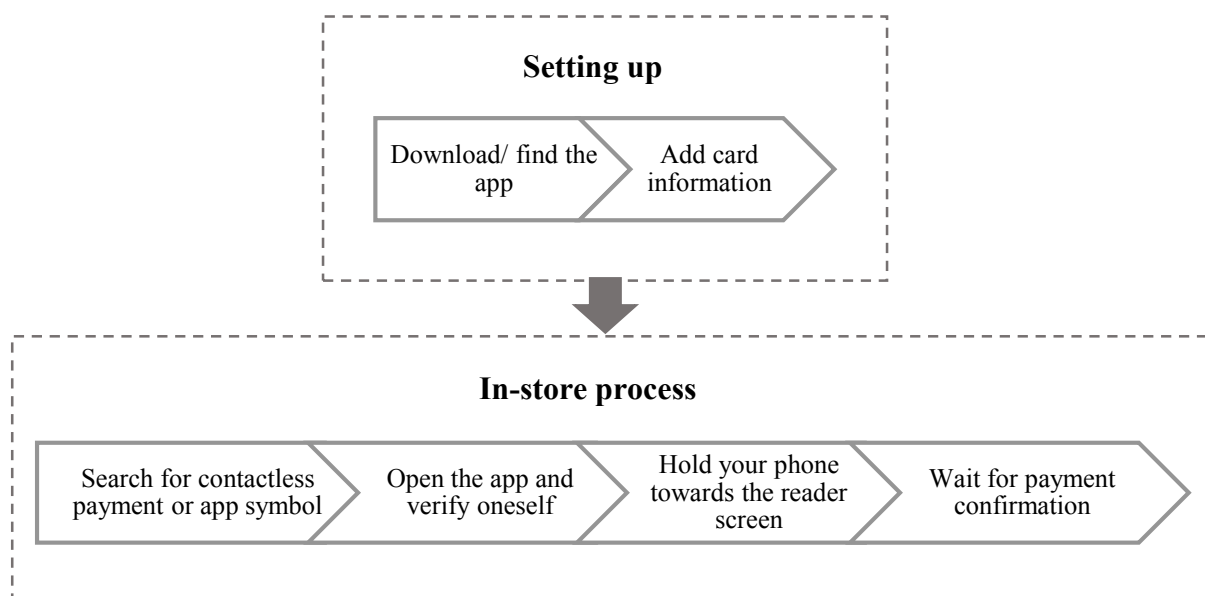 Setting up
Download/ find the
app
Add card
information
In-store process
Search for contactless
payment or app symbol
Open the app and
verify oneself
Hold your phone
towards the reader
screen
Wait for payment
confirmation